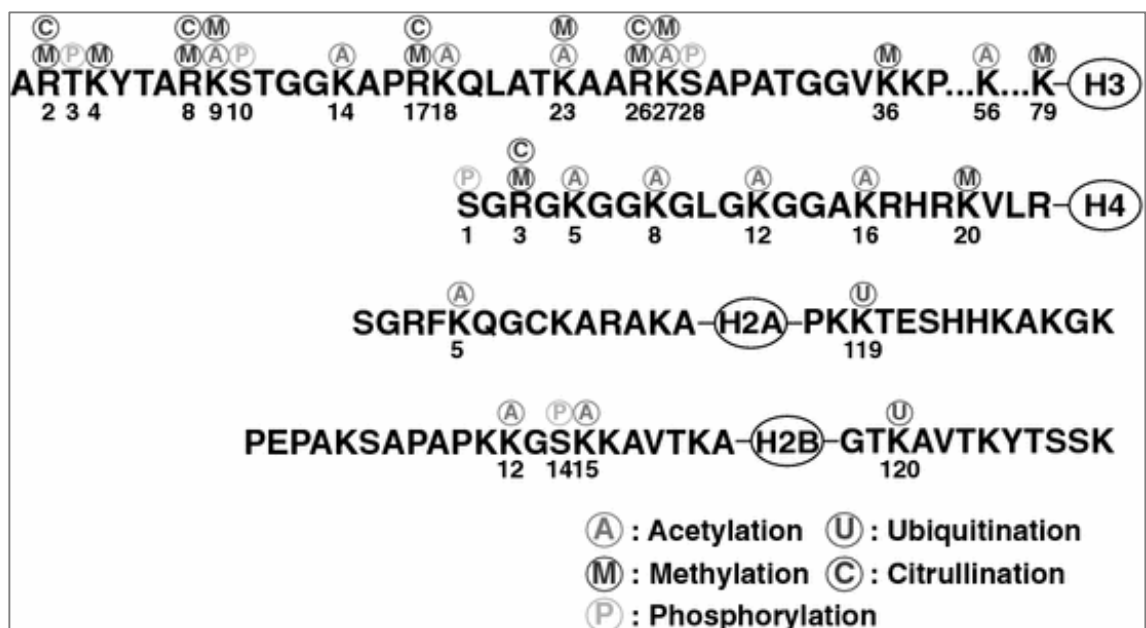 C C M C M C M
M P M M A P A M A A M A P M A M
ARTKYTARKSTGGKAPRKQLATKAARKSAPATGGVKKP...K...K H3
2 3 4 8 9 10 14 17 18 23 26 27 28 36 56 79
C
P M A A A A M
SGRGKGGKGLGKGGAKRHRKVLR H4
1 3 5 8 12 16 20
A U
SGRFKQGCKARAKA H2A PKKTESHHKAKGK
5 119
A P A U
PEPAKSAPAPKKGSKKAVTKA H2B GTKAVTKYTSSK
12 14 15 120
A : Acetylation U : Ubiquitination
M : Methylation C : Citrullination
P : Phosphorylation